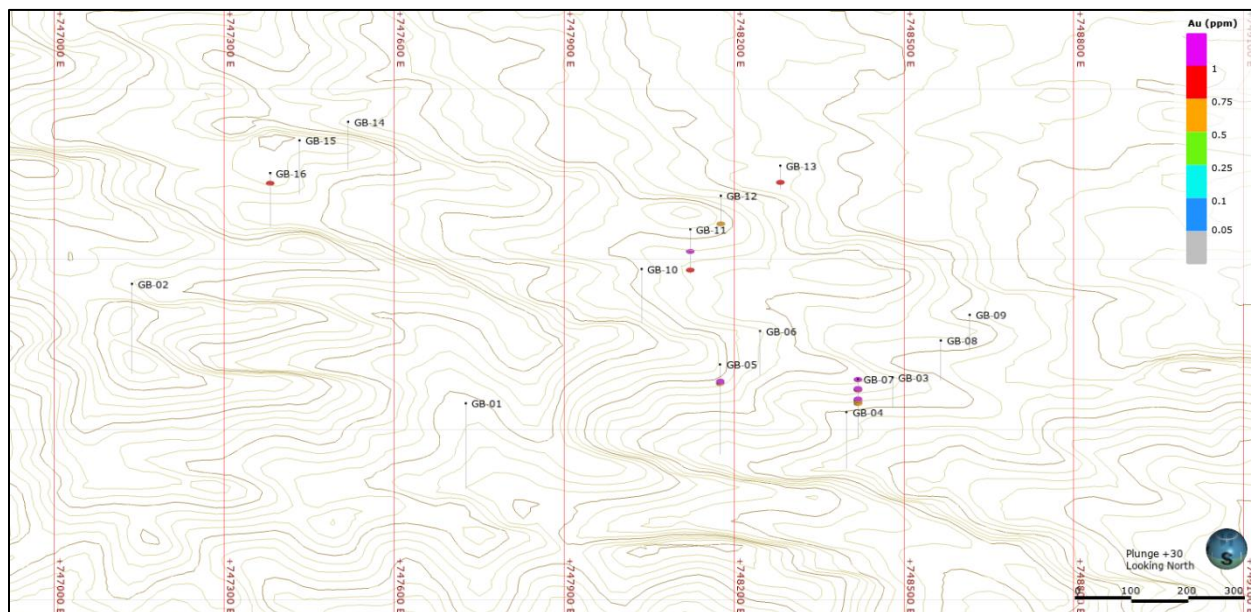 Au (ppm)
1
0.75
0.5
0.25
0.1
0.05
+747000 E
+747300 E
+747600 E
+747900 E
+748200 E
+748500 E
+748800 E
GB-14
GB-15
GB-16
GB-13
GB-12
GB-11
GB-10
GB-02
GB-09
GB-06
GB-08
GB-05
GB-07
GB-03
GB-01
GB-04
+747000 E
+747300 E
+747600 E
+747900 E
+748200 E
+748500 E
+748800 E
Plunge +30
Looking North
S
0
100
200
300